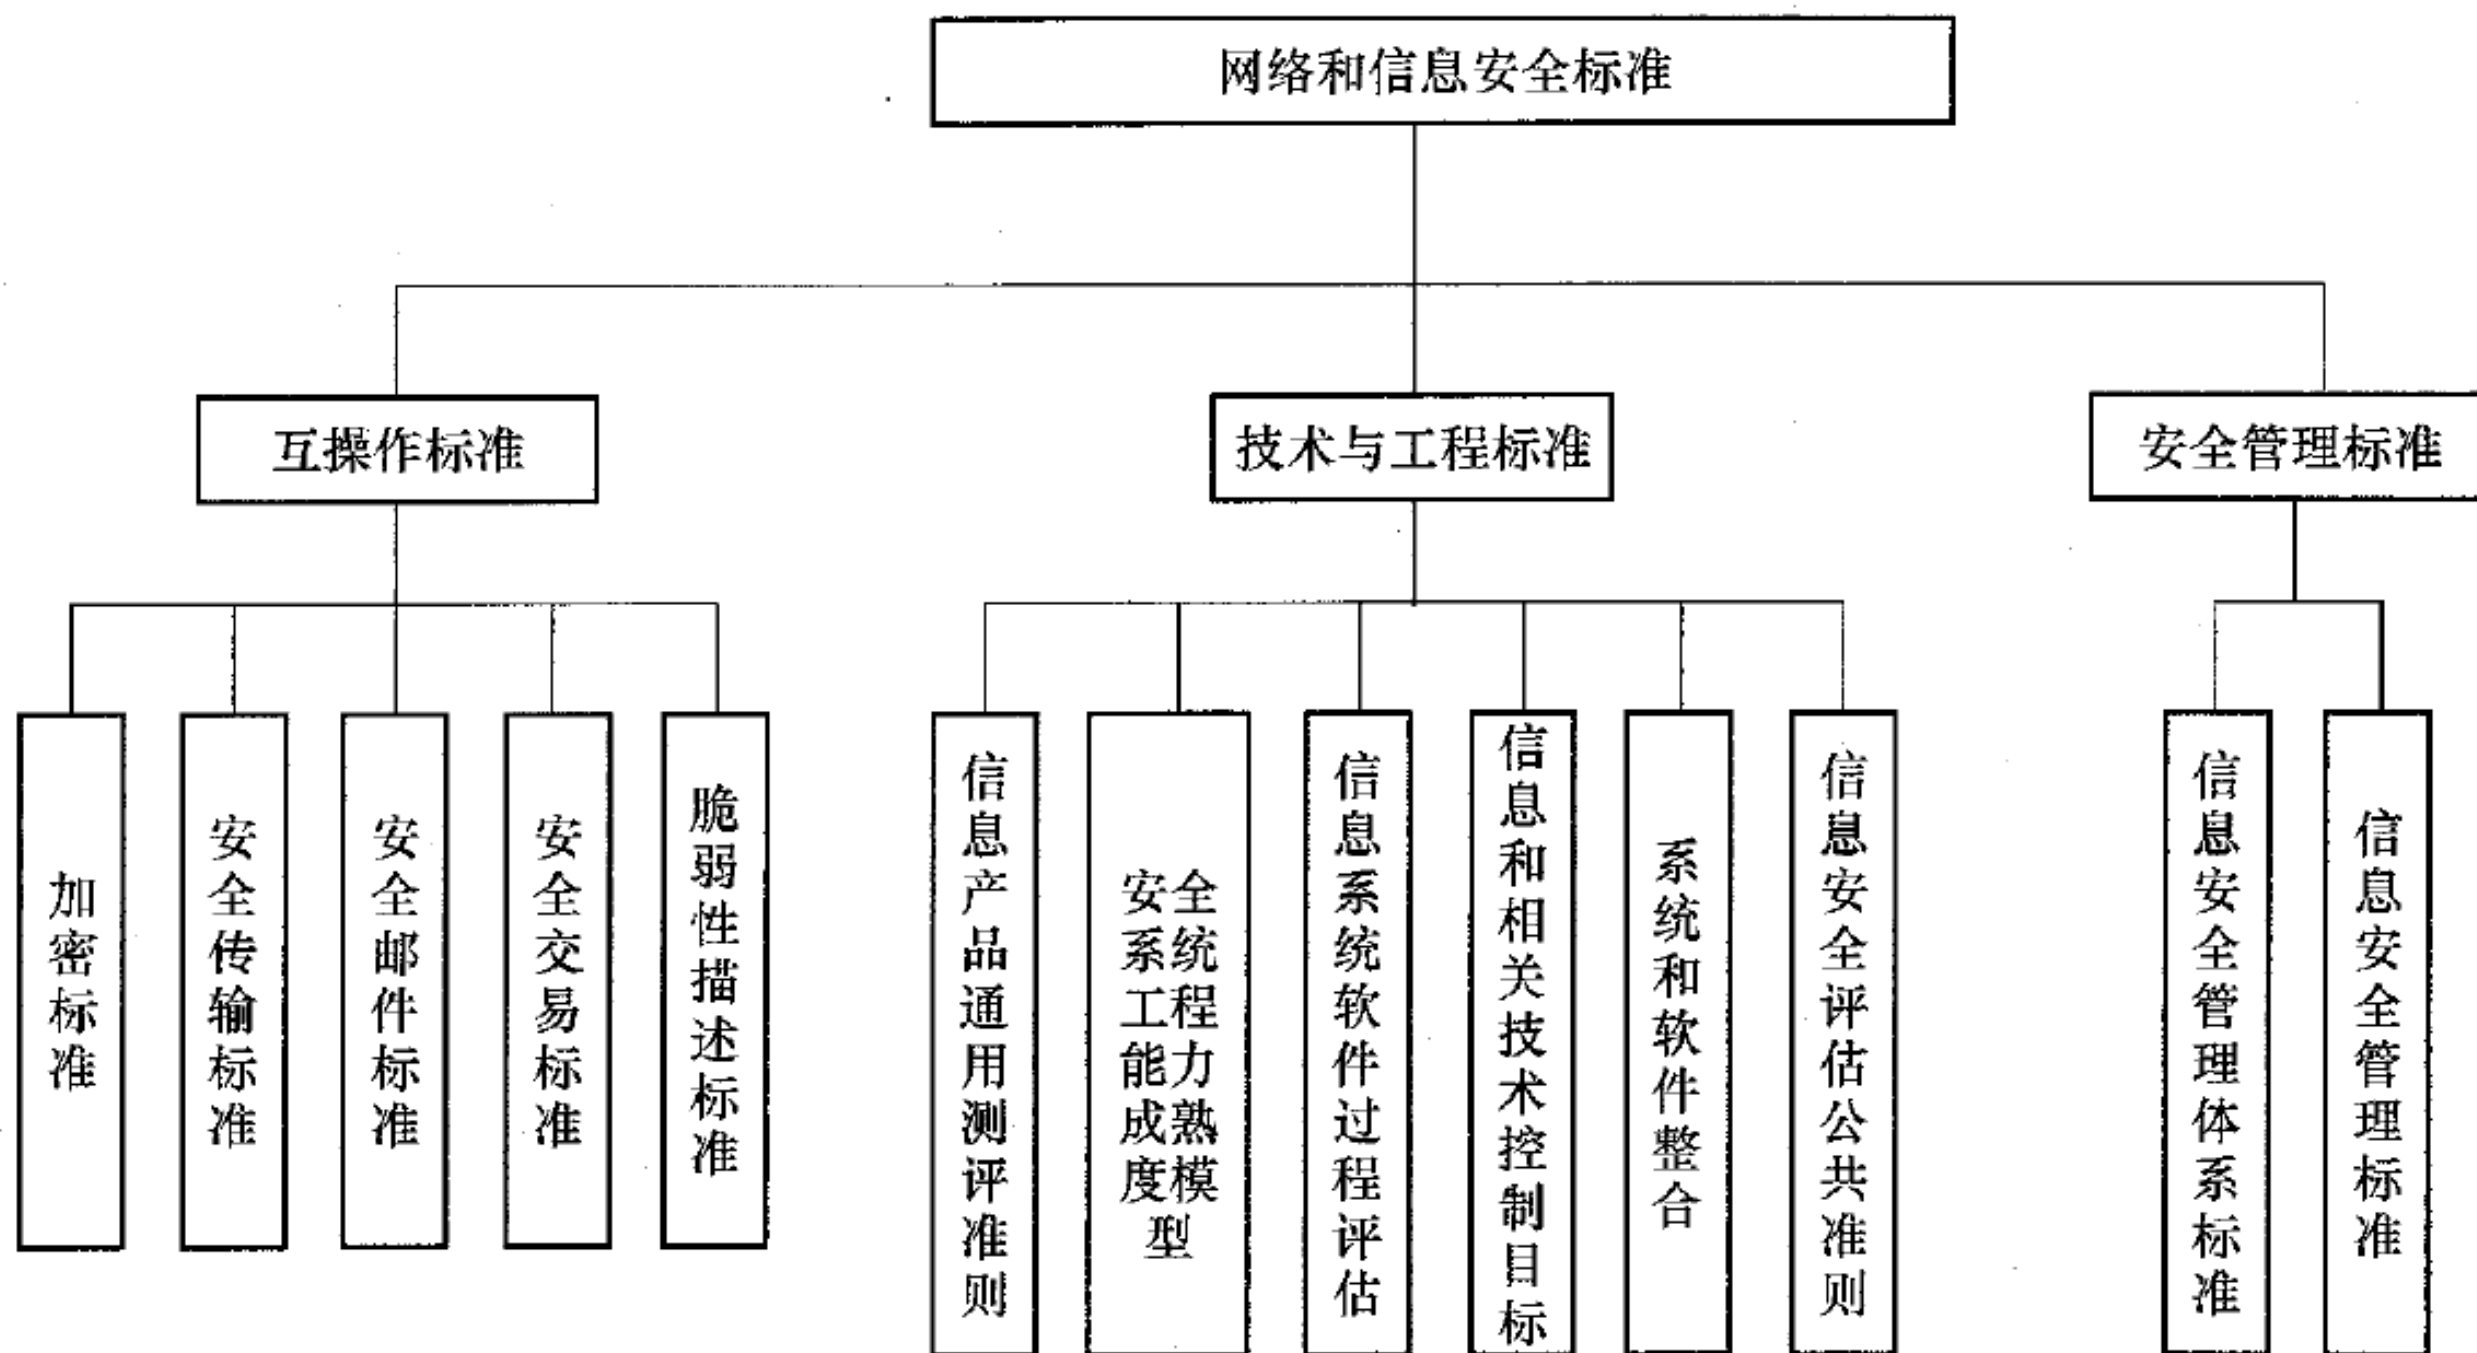 网络和信息安全标准
互操作标准
技术与工程标准
安全管理标准
加密标准
安全传输标准
安全邮件标准
安全交易标准
脆弱性描述标准
信息产品通用测评准则
安全
系统
工程
能力
成熟
度模
型
信息系统软件过程评估
信息和相关技术控制目标
系统和软件整合
信息安全评估公共准则
信息安全管理体系标准
信息安全管理标准